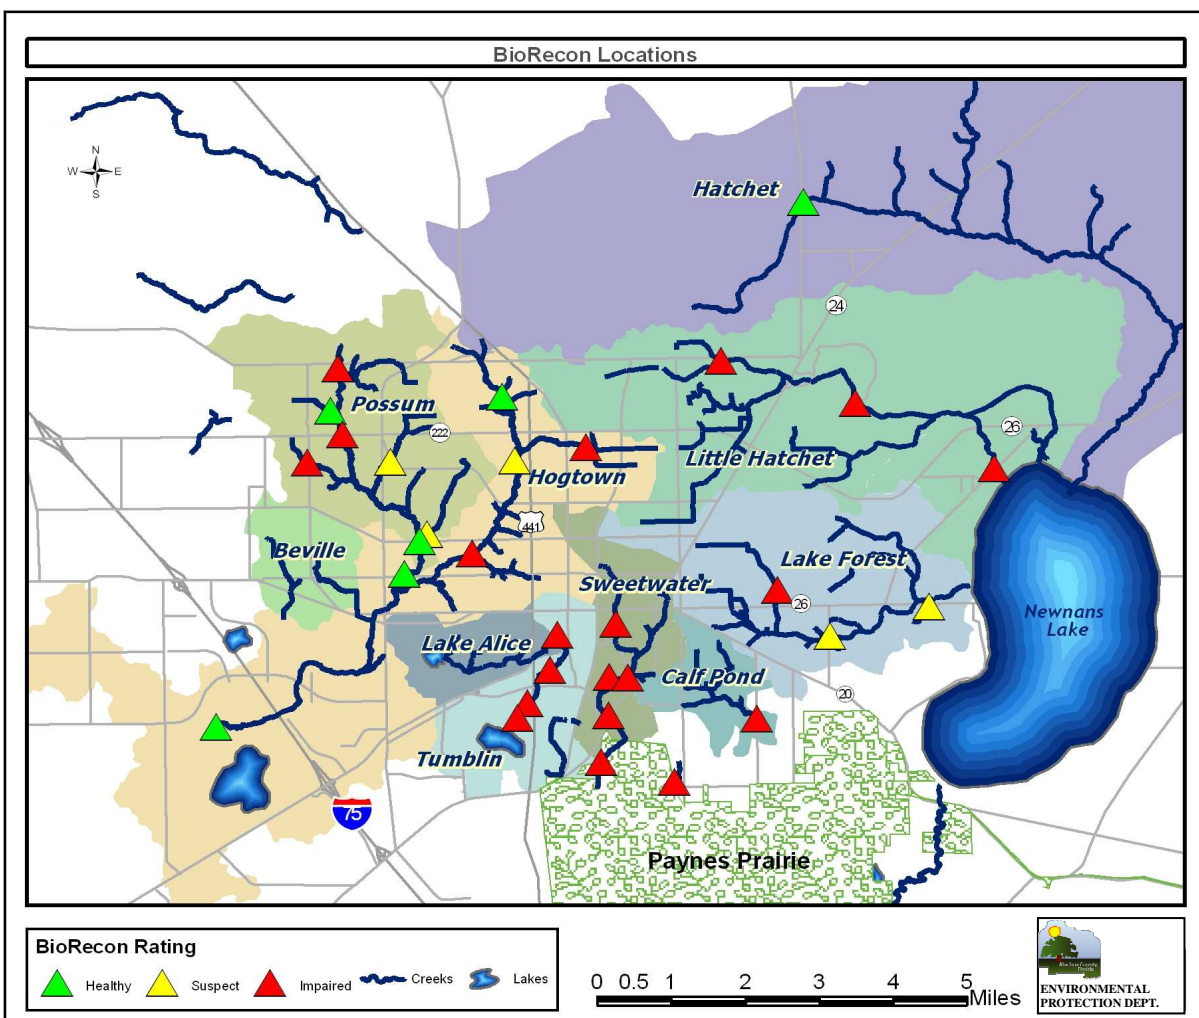 BioRecon Locations
N
W E
S
Hatchet
24
Possum
222
26
Little Hatchet
Hogtown
441
Beville
Lake Forest
Sweetwater
26
Newnans
Lake
Lake Alice
Calf Pond
20
Tumblin
75
Paynes Prairie
BioRecon Rating
Healthy Suspect Impaired Creeks Lakes
0 0.5 1 2 3 4 5
Miles
ENVIRONMENTAL
PROTECTION DEPT.